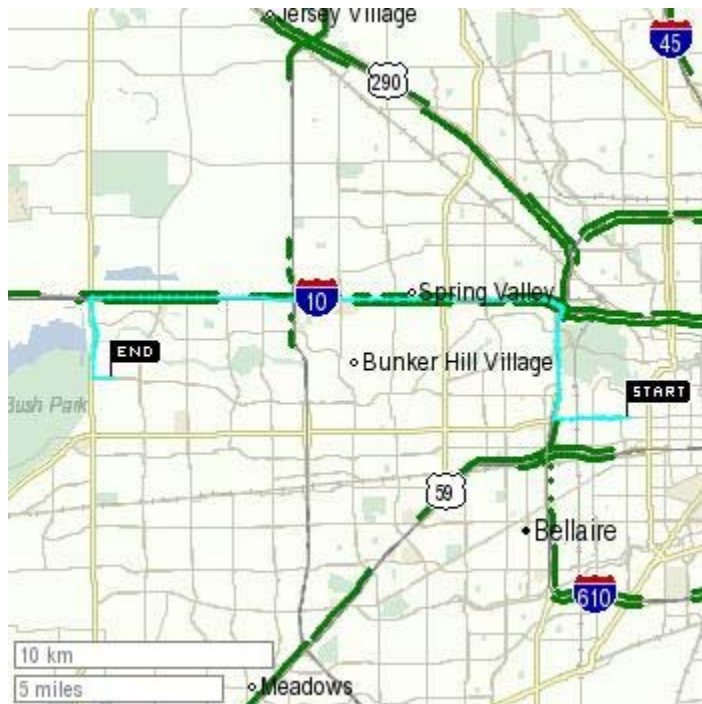 Jersey Village
45
290
Spring Valley
10
END
Bunker Hill Village
START
Bush Park
59
Bellaire
610
10 km
5 miles
Meadows